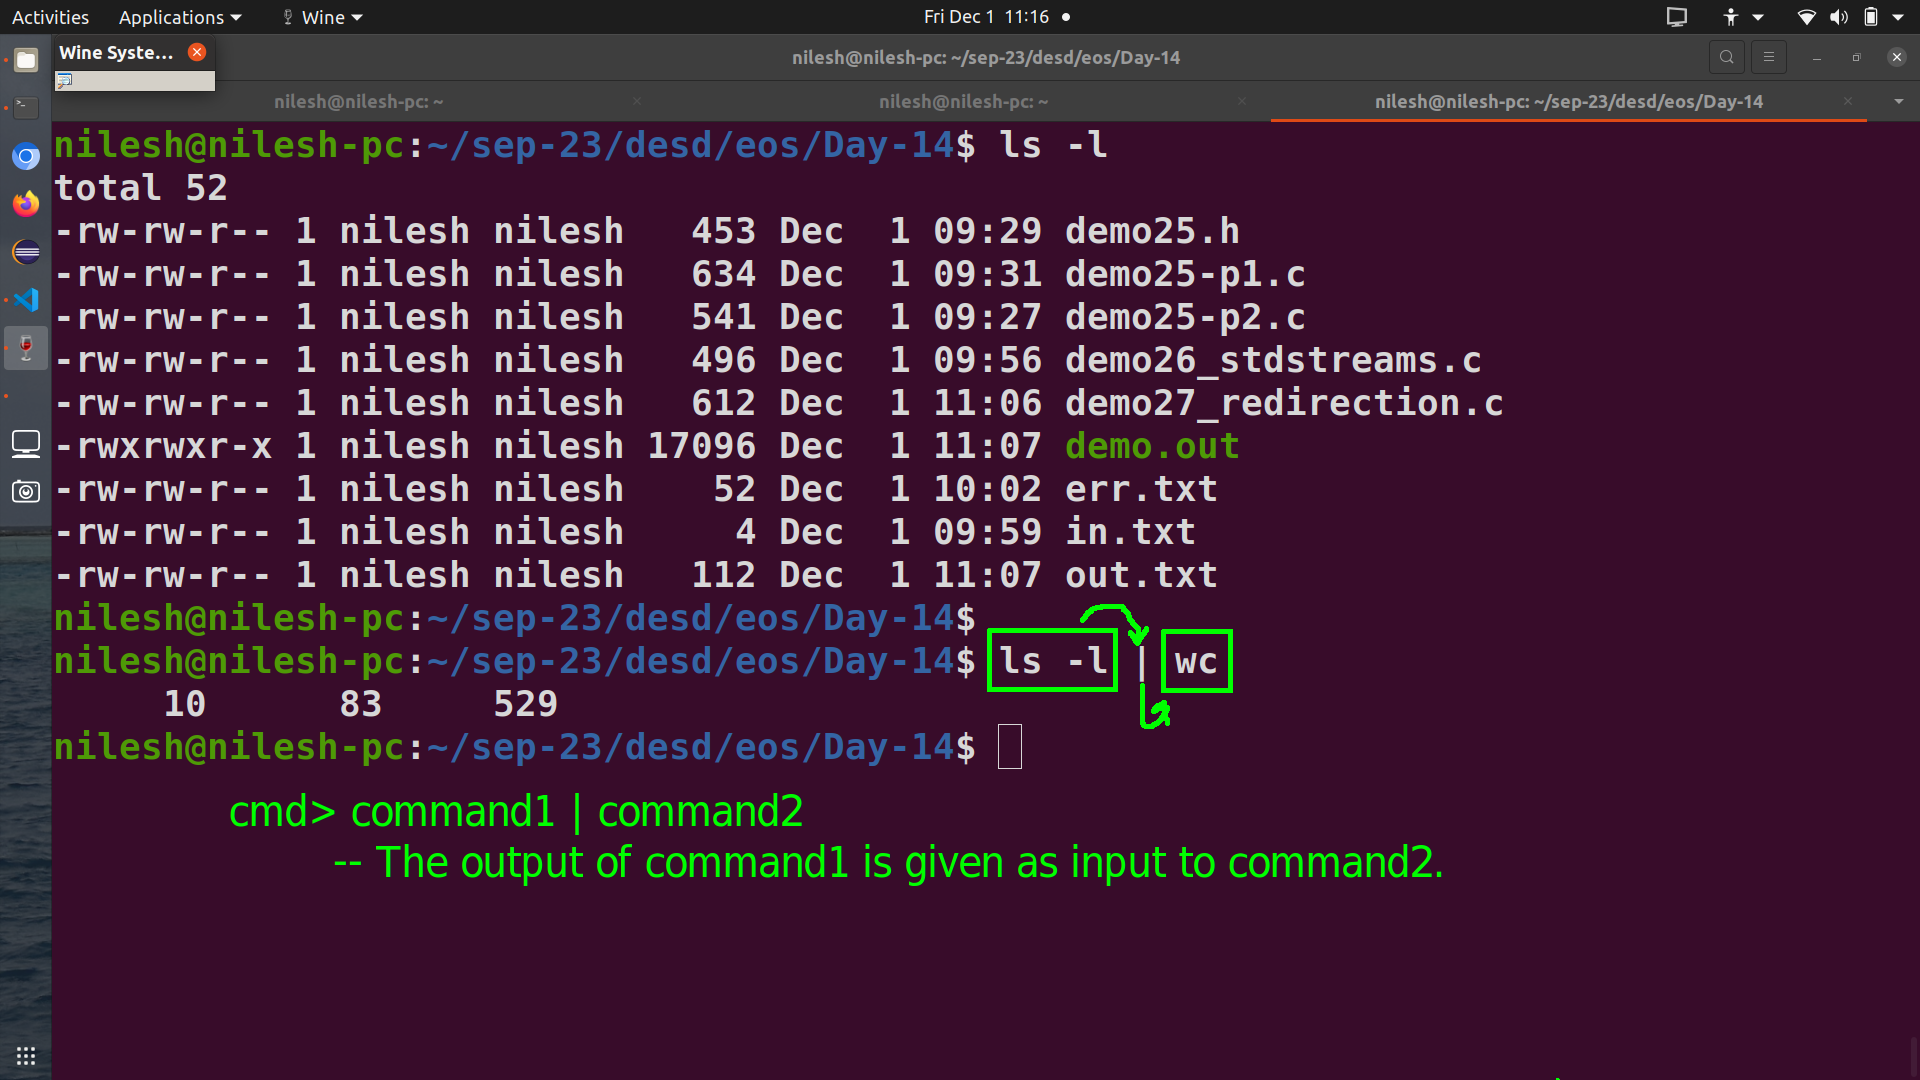 Activities Applications Wine Fri Dec 1 11:16
Wine Syste...
nilesh@nilesh-pc: ~/sep-23/desd/eos/Day-14
nilesh@nilesh-pc: ~ nilesh@nilesh-pc: ~ nilesh@nilesh-pc: ~/sep-23/desd/eos/Day-14
nilesh@nilesh-pc:~/sep-23/desd/eos/Day-14$ ls -l
total 52
-rw-rw-r-- 1 nilesh nilesh   453 Dec  1 09:29 demo25.h
-rw-rw-r-- 1 nilesh nilesh   634 Dec  1 09:31 demo25-p1.c
-rw-rw-r-- 1 nilesh nilesh   541 Dec  1 09:27 demo25-p2.c
-rw-rw-r-- 1 nilesh nilesh   496 Dec  1 09:56 demo26_stdstreams.c
-rw-rw-r-- 1 nilesh nilesh   612 Dec  1 11:06 demo27_redirection.c
-rwxrwxr-x 1 nilesh nilesh 17096 Dec  1 11:07 demo.out
-rw-rw-r-- 1 nilesh nilesh    52 Dec  1 10:02 err.txt
-rw-rw-r-- 1 nilesh nilesh     4 Dec  1 09:59 in.txt
-rw-rw-r-- 1 nilesh nilesh   112 Dec  1 11:07 out.txt
nilesh@nilesh-pc:~/sep-23/desd/eos/Day-14$
nilesh@nilesh-pc:~/sep-23/desd/eos/Day-14$ ls -l | wc
     10      83     529
nilesh@nilesh-pc:~/sep-23/desd/eos/Day-14$
cmd> command1 | command2
-- The output of command1 is given as input to command2.